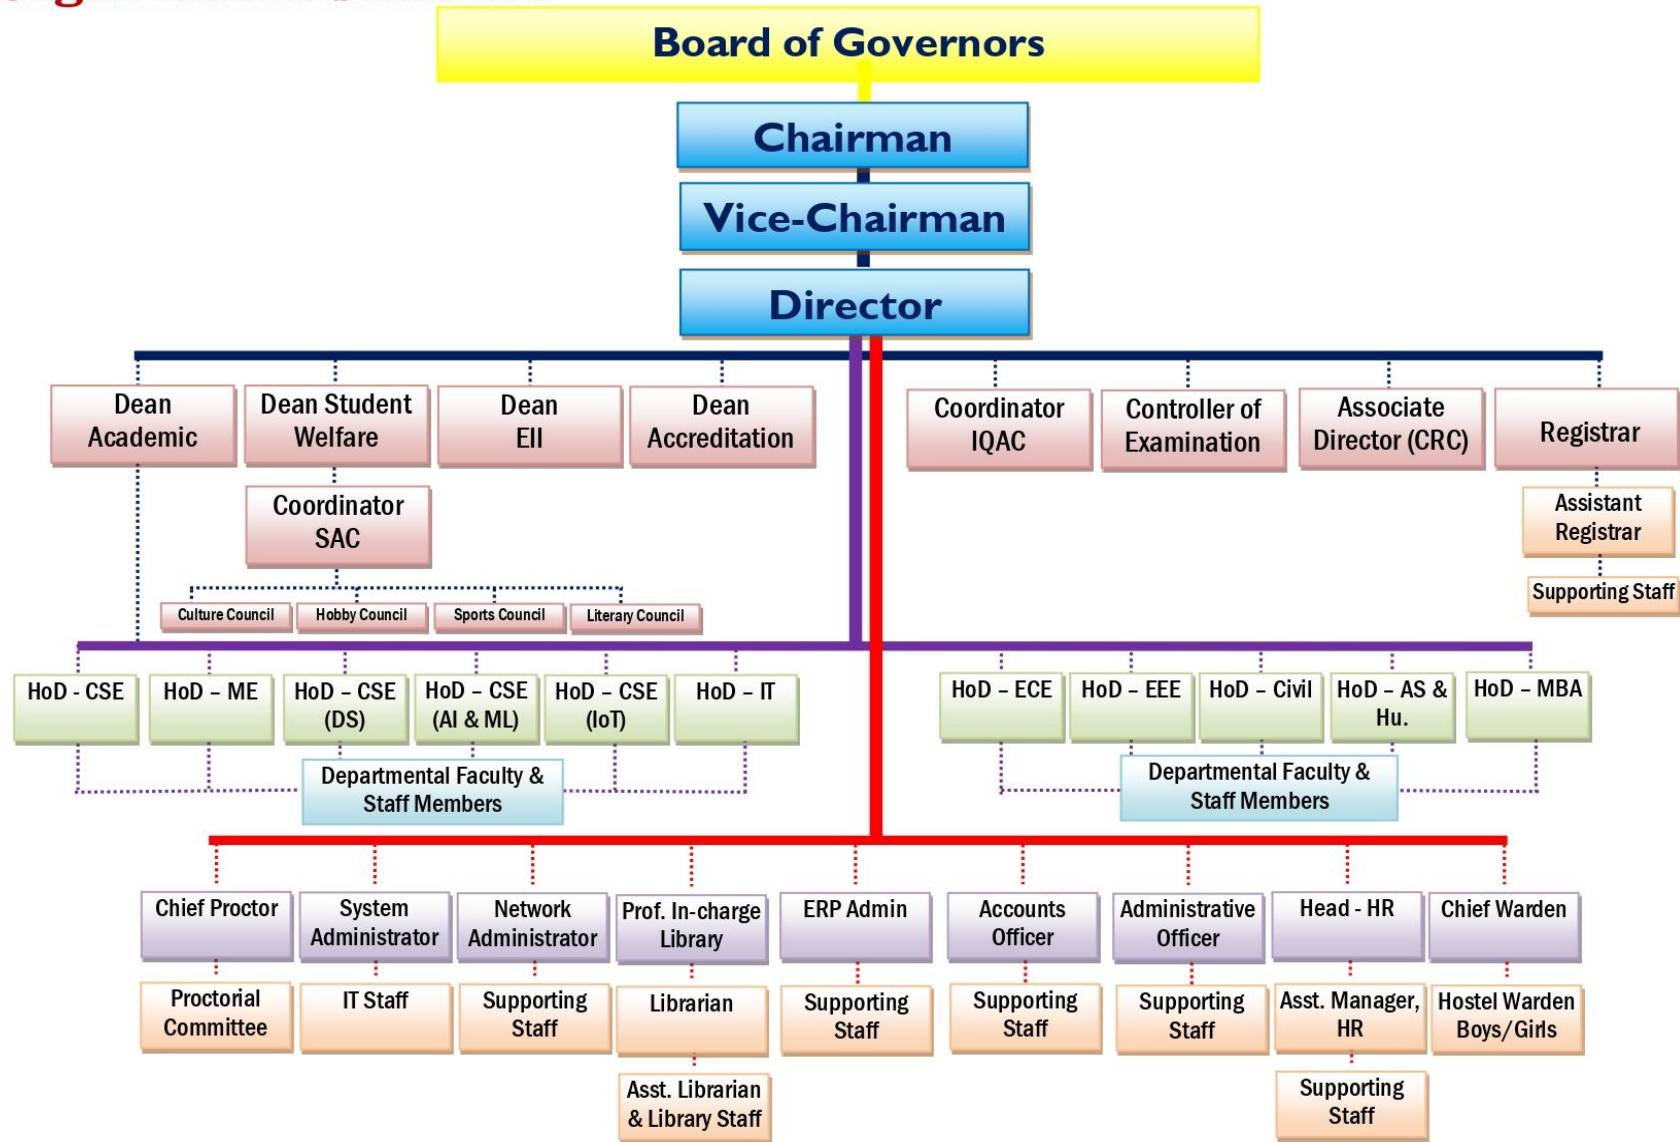 Board of Governors
Chairman
Vice-Chairman
Director
Dean
Academic
Dean Student
Welfare
Dean
EII
Dean
Accreditation
Coordinator
IQAC
Controller of
Examination
Associate
Director (CRC)
Registrar
Coordinator
SAC
Assistant
Registrar
Supporting Staff
Culture Council
Hobby Council
Sports Council
Literary Council
HoD - CSE
HoD – ME
HoD – CSE
(DS)
HoD – CSE
(AI & ML)
HoD – CSE
(IoT)
HoD – IT
HoD – ECE
HoD – EEE
HoD – Civil
HoD – AS &
Hu.
HoD – MBA
Departmental Faculty &
Staff Members
Departmental Faculty &
Staff Members
Chief Proctor
System
Administrator
Network
Administrator
Prof. In-charge
Library
ERP Admin
Accounts
Officer
Administrative
Officer
Head - HR
Chief Warden
Proctorial
Committee
IT Staff
Supporting
Staff
Librarian
Supporting
Staff
Supporting
Staff
Supporting
Staff
Asst. Manager,
HR
Hostel Warden
Boys/Girls
Asst. Librarian
& Library Staff
Supporting
Staff